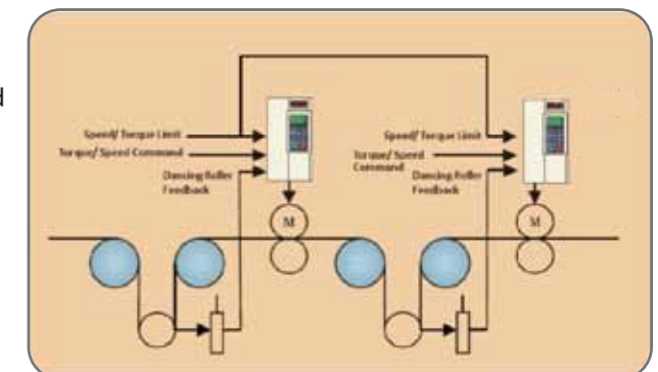 d
Speed/ Torque Limit
Torque/ Speed Command
Dancing Roller
Feedback
M
Speed/ Torque Limit
Torque/ Speed
Command
Dancing Roller
Feedback
M